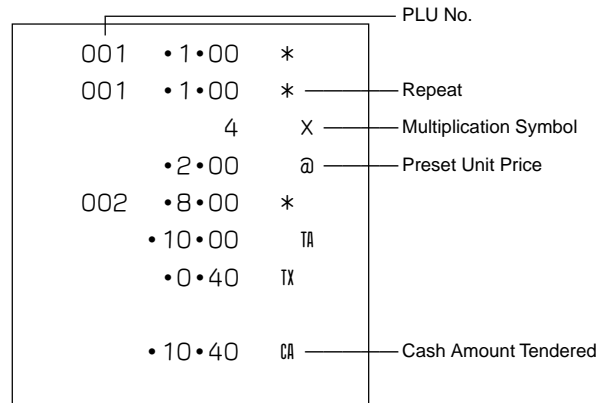 PLU No.
001 •1•00 *
001 •1•00 * Repeat
4 X Multiplication Symbol
•2•00 @ Preset Unit Price
002 •8•00 *
•10•00 TA
•0•40 TX
•10•40 CA Cash Amount Tendered